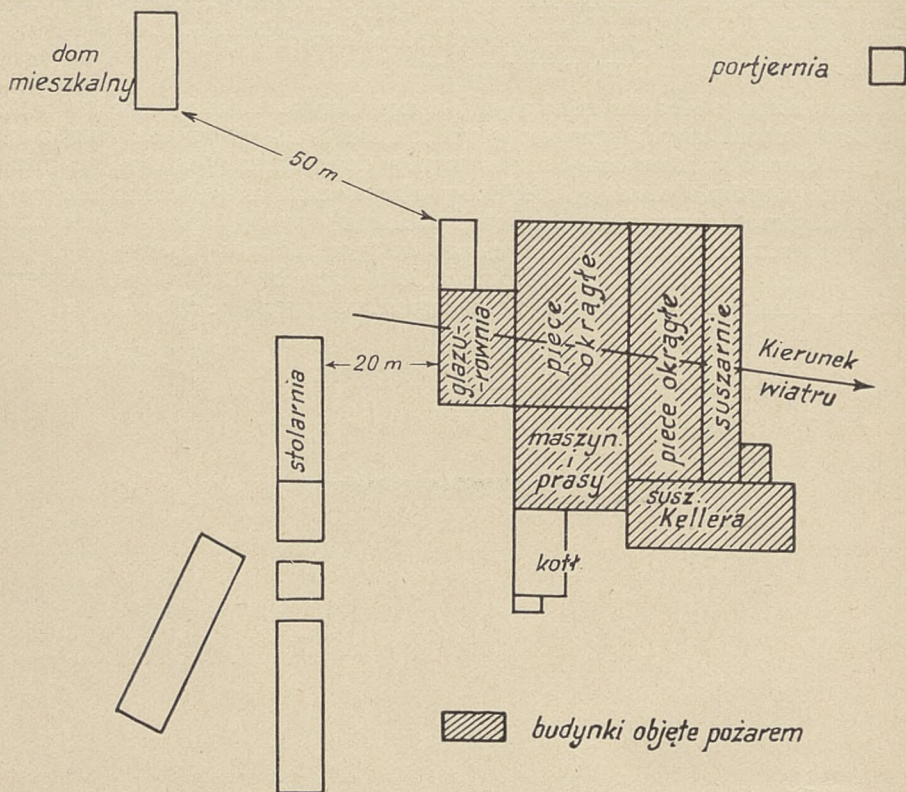 dom
mieszkalny
portjernia
50 m
glazu-
-rownia
piece
okrągłe
piece okrągłe
suszarnie
Kierunek
wiatru
20 m
stolarnia
maszyn.
i
prasy
susz.
Kellera
kotł.
budynki objęte pożarem